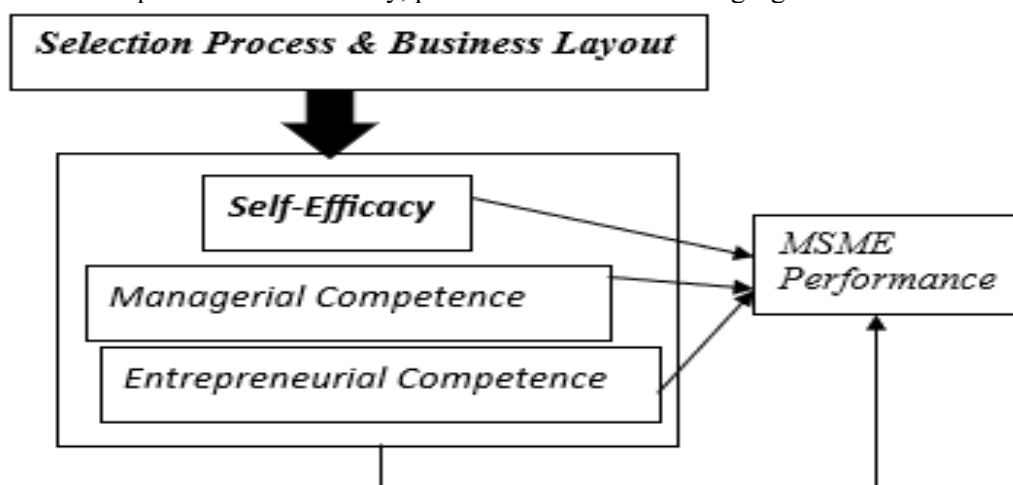 Selection Process & Business Layout
Self-Efficacy
MSME
Performance
Managerial Competence
Entrepreneurial Competence